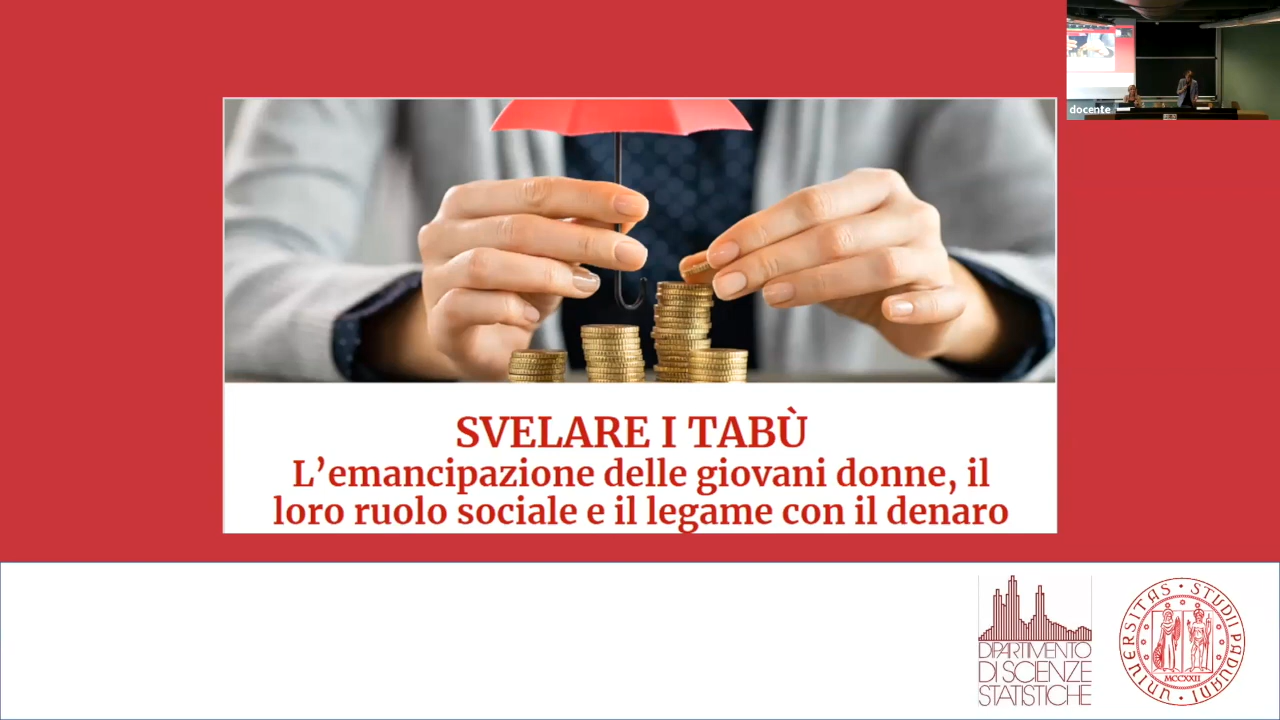 docente
SVELARE I TABÙ
L’emancipazione delle giovani donne, il
loro ruolo sociale e il legame con il denaro
DIPARTIMENTO
DI SCIENZE
STATISTICHE
UNIVERSITAS STUDII PADUANI
MCCXXII